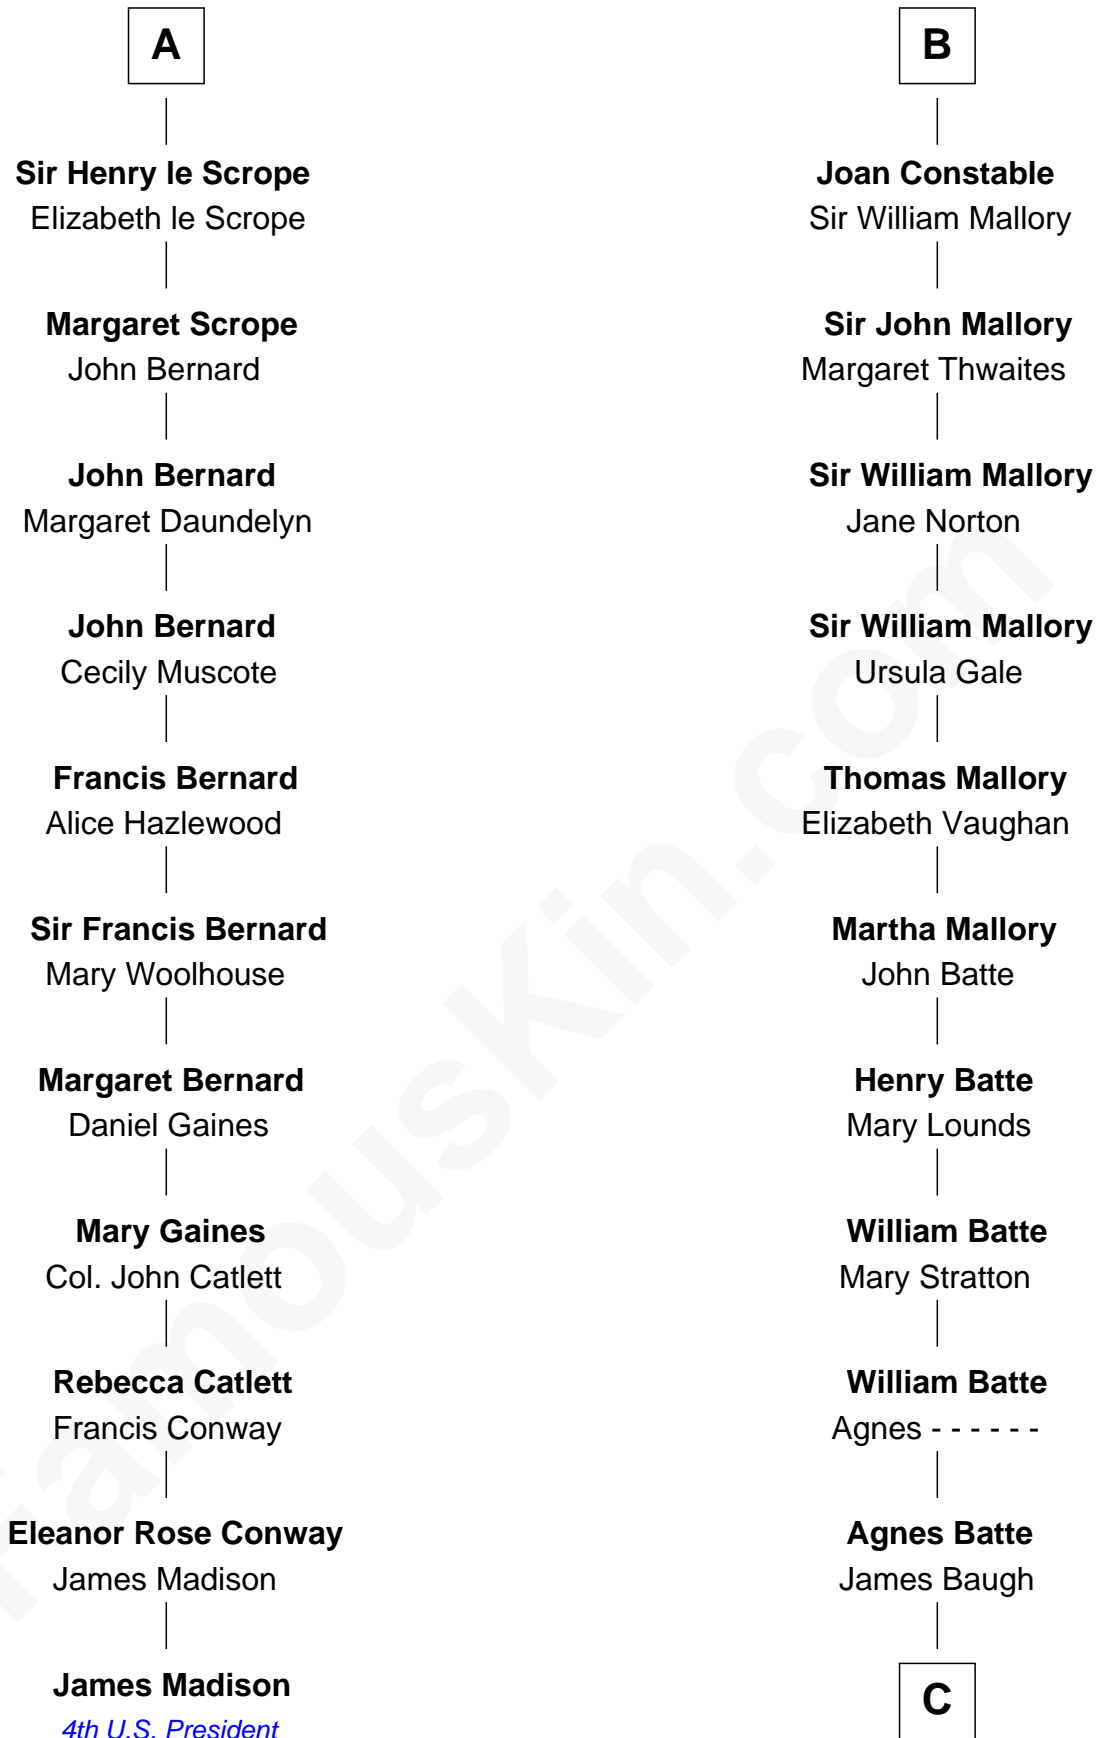 A
Sir Henry le Scrope
Elizabeth le Scrope
Margaret Scrope
John Bernard
John Bernard
Margaret Daundelyn
John Bernard
Cecily Muscote
Francis Bernard
Alice Hazlewood
Sir Francis Bernard
Mary Woolhouse
Margaret Bernard
Daniel Gaines
Mary Gaines
Col. John Catlett
Rebecca Catlett
Francis Conway
Eleanor Rose Conway
James Madison
James Madison
4th U.S. President
B
Joan Constable
Sir William Mallory
Sir John Mallory
Margaret Thwaites
Sir William Mallory
Jane Norton
Sir William Mallory
Ursula Gale
Thomas Mallory
Elizabeth Vaughan
Martha Mallory
John Batte
Henry Batte
Mary Lounds
William Batte
Mary Stratton
William Batte
Agnes - - - - - -
Agnes Batte
James Baugh
C
FamousKin.com